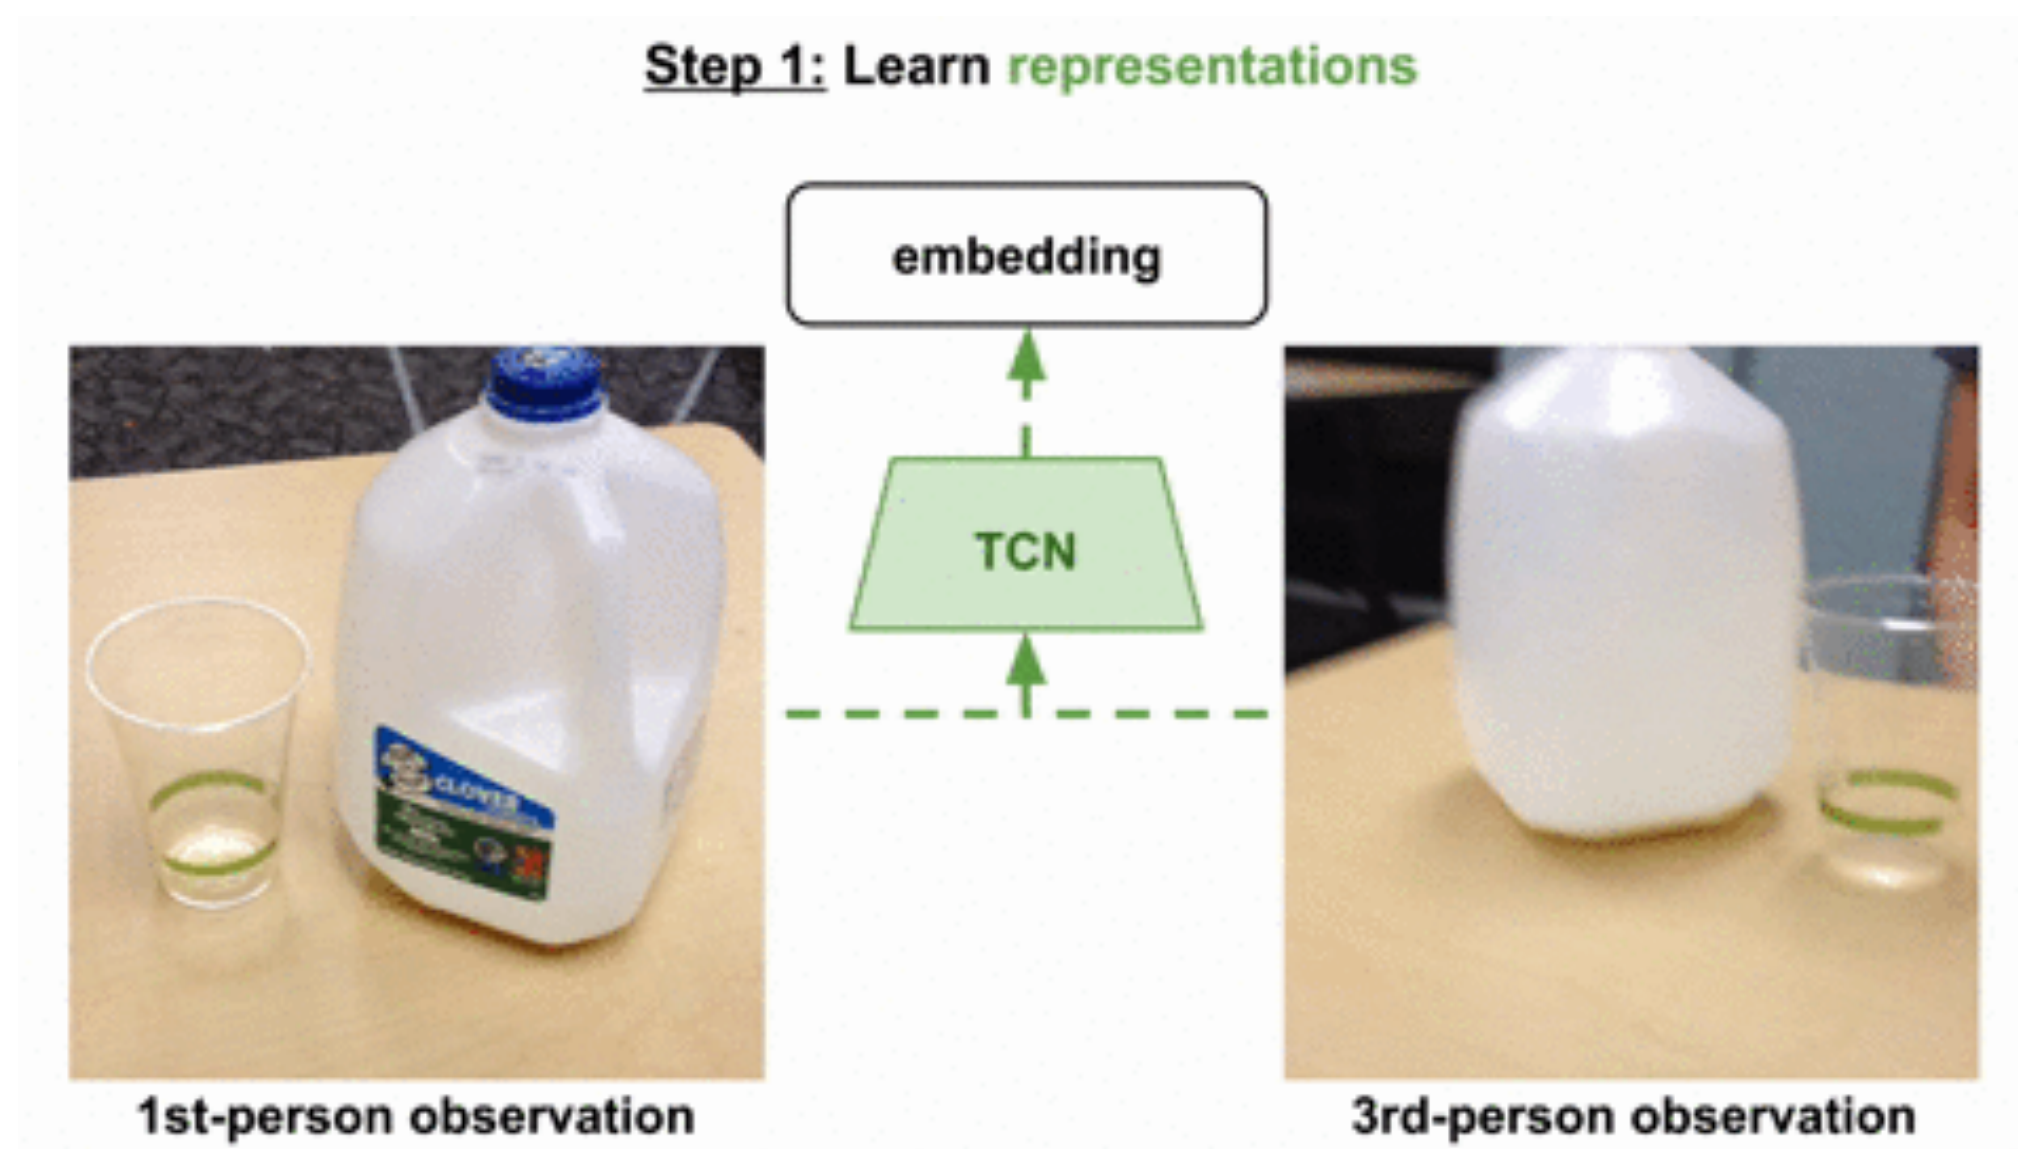 Step 1: Learn representations
embedding
TCN
CLOVER
1st-person observation
3rd-person observation